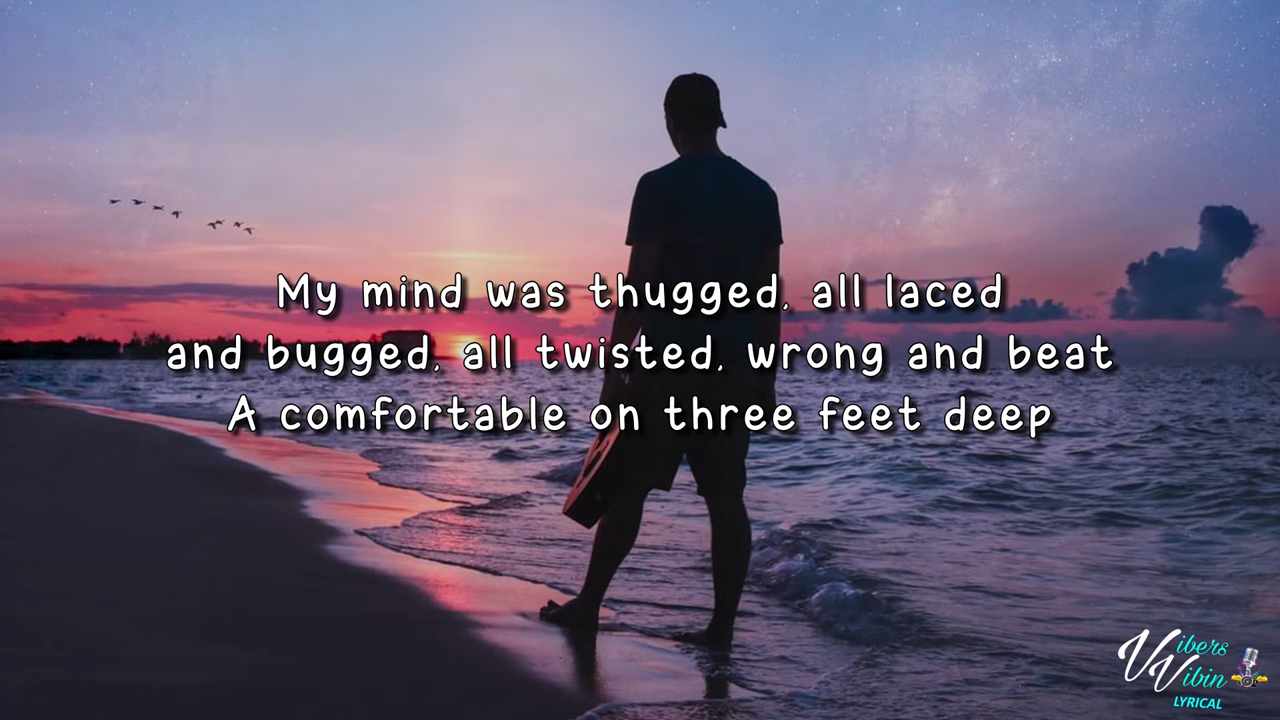 My mind was thugged, all laced
and bugged, all twisted, wrong and beat
A comfortable on three feet deep
Vibers
Vibin
LYRICAL